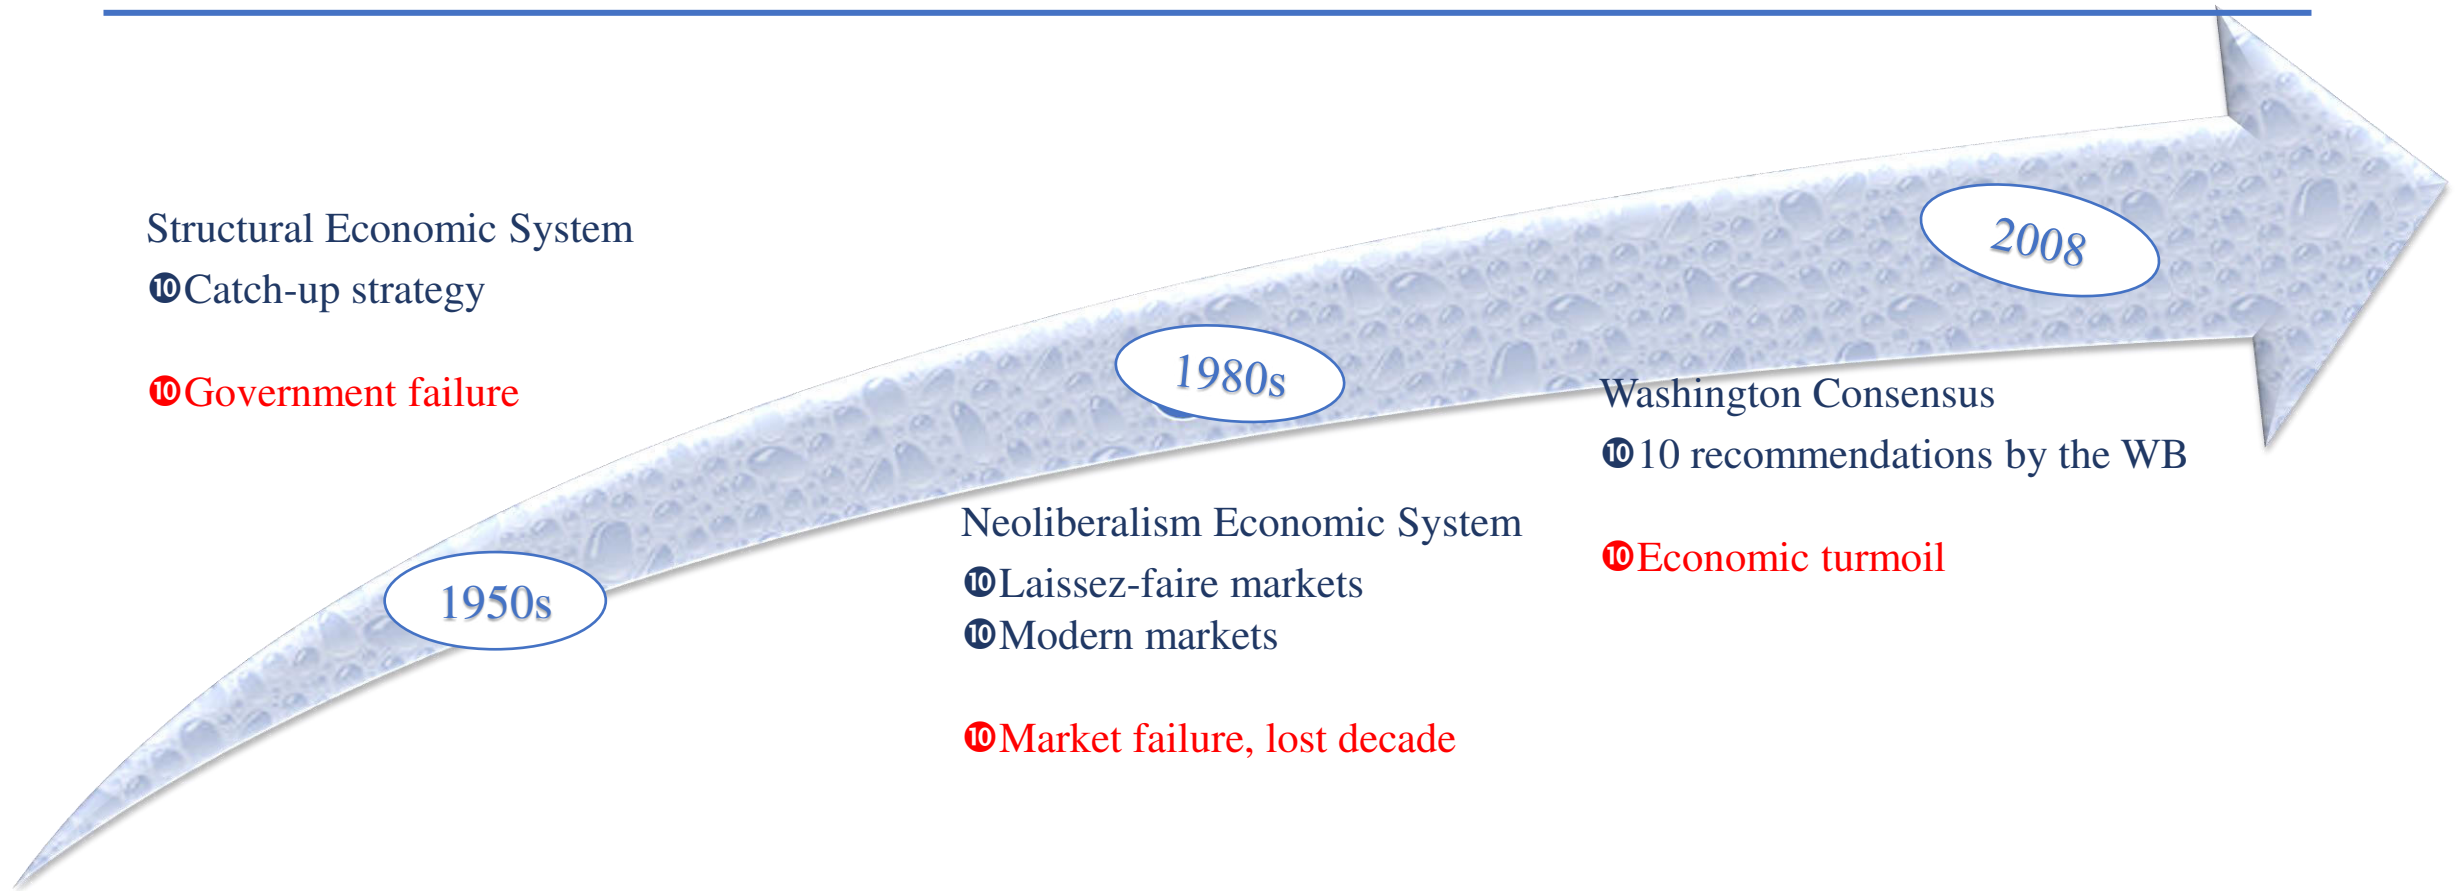 Structural Economic System
❿Catch-up strategy
❿Government failure
1950s
1980s
Neoliberalism Economic System
❿Laissez-faire markets
❿Modern markets
❿Market failure, lost decade
2008
Washington Consensus
❿10 recommendations by the WB
❿Economic turmoil